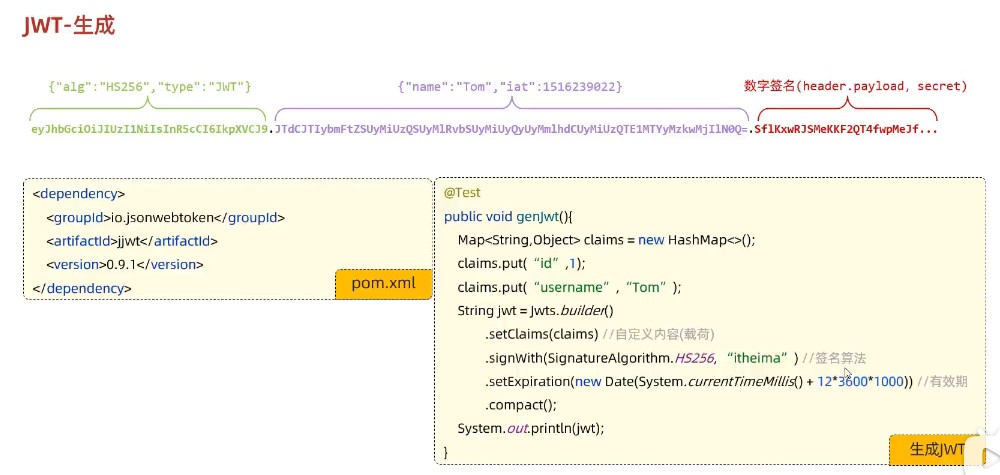 JWT-生成
{"alg":"HS256","type":"JWT"}
{"name":"Tom","iat":1516239022}
数字签名(header.payload, secret)
eyJhbGciOiJIUzI1NiIsInR5cCI6IkpXVCJ9.JTdCJTIybmFtZSUyMiUzQSUyMlRvbSUyMiUyQyUyMmlhdCUyMiUzQTE1MTYyMzkwMjIlN0Q=.SflKxwRJSMeKKF2QT4fwpMeJf...
<dependency>
<groupId>io.jsonwebtoken</groupId>
<artifactId>jjwt</artifactId>
<version>0.9.1</version>
</dependency>
pom.xml
@Test
public void genJwt(){
Map<String,Object> claims = new HashMap<>();
claims.put( “id” ,1);
claims.put( “username” , “Tom” );
String jwt = Jwts.builder()
.setClaims(claims) //自定义内容(载荷)
.signWith(SignatureAlgorithm.HS256, “itheima” ) //签名算法
.setExpiration(new Date(System.currentTimeMillis() + 12*3600*1000)) //有效期
.compact();
System.out.println(jwt);
}
生成JWT